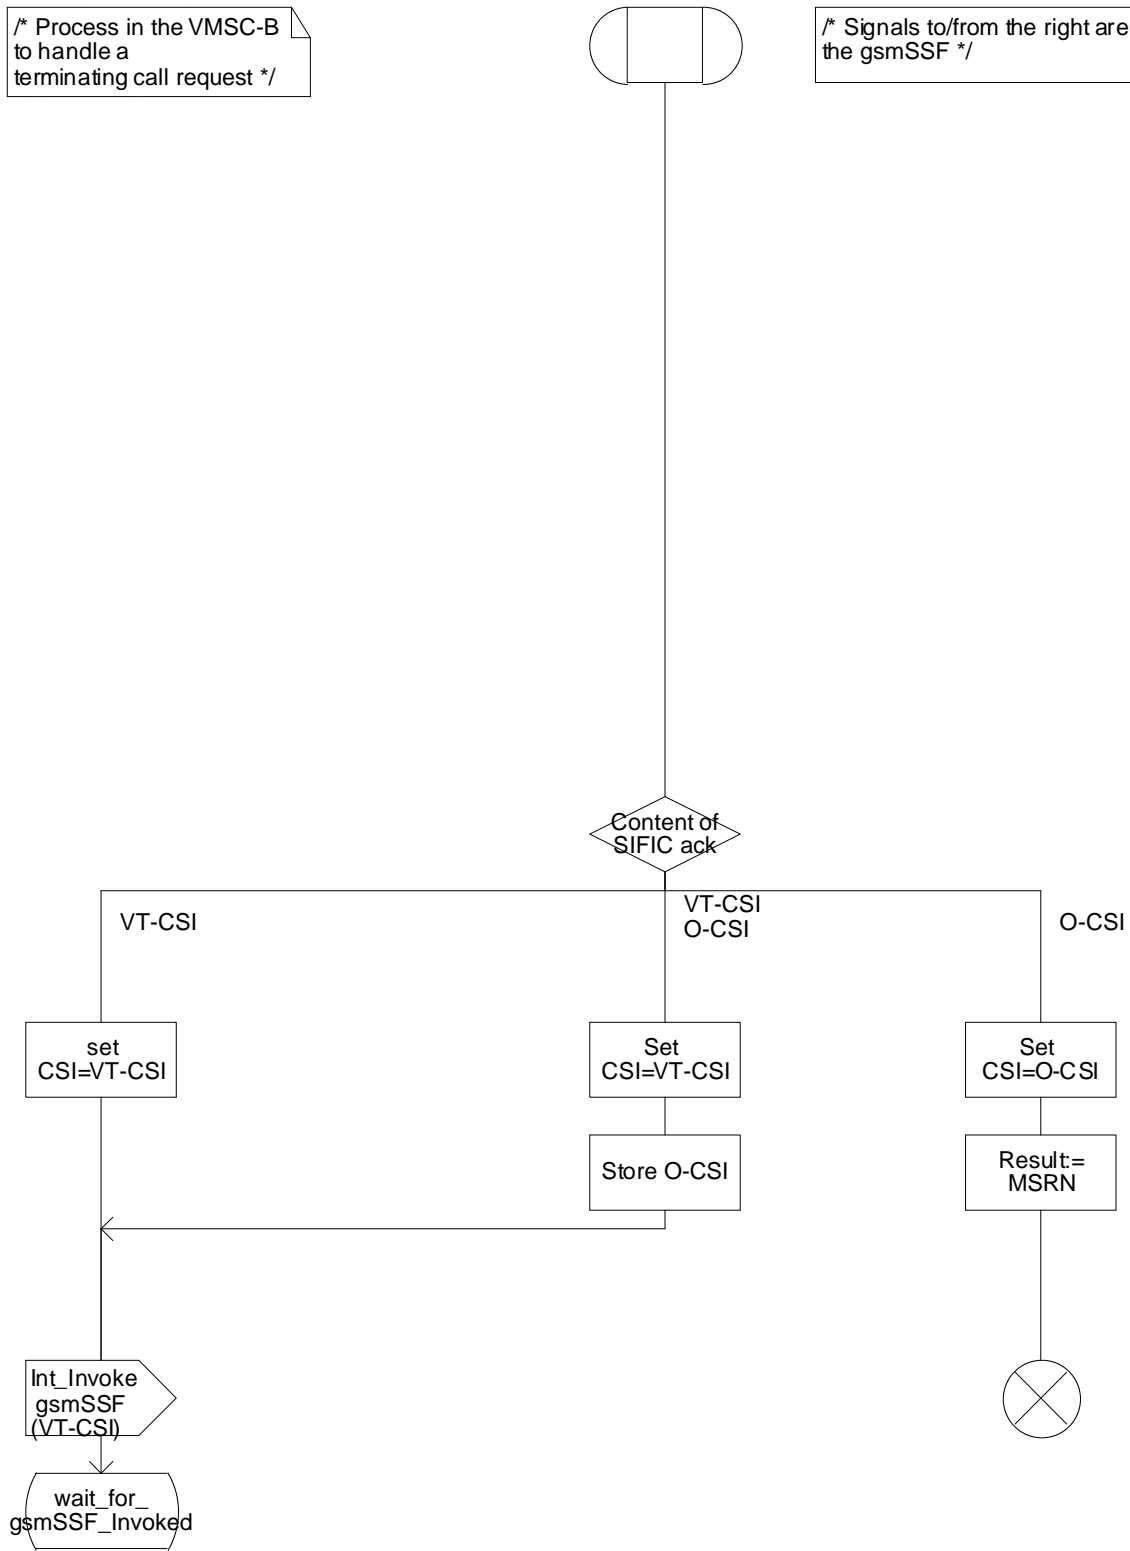 /* Process in the VMSC-B
to handle a
terminating call request */
/* Signals to/from the right are
the gsmSSF */
Content of
SIFIC ack
VT-CSI
VT-CSI
O-CSI
O-CSI
set
CSI=VT-CSI
Set
CSI=VT-CSI
Set
CSI=O-CSI
Store O-CSI
Result:=
MSRN
Int_Invoke
gsmSSF
(VT-CSI)
wait_for_
gsmSSF_Invoked